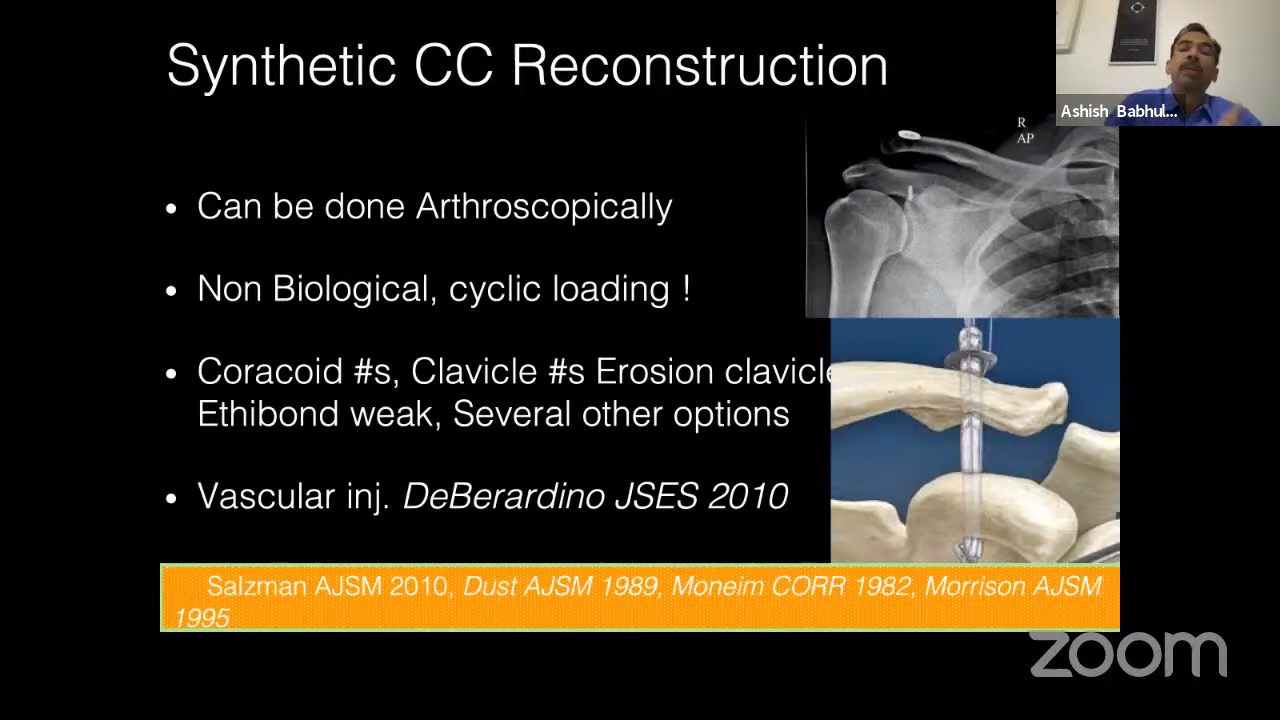 Synthetic CC Reconstruction
R
AP
Ashish Babhul...
• Can be done Arthroscopically
• Non Biological, cyclic loading !
• Coracoid #s, Clavicle #s Erosion clavicle
Ethibond weak, Several other options
• Vascular inj. DeBerardino JSES 2010
Salzman AJSM 2010, Dust AJSM 1989, Moneim CORR 1982, Morrison AJSM
1995
zoom